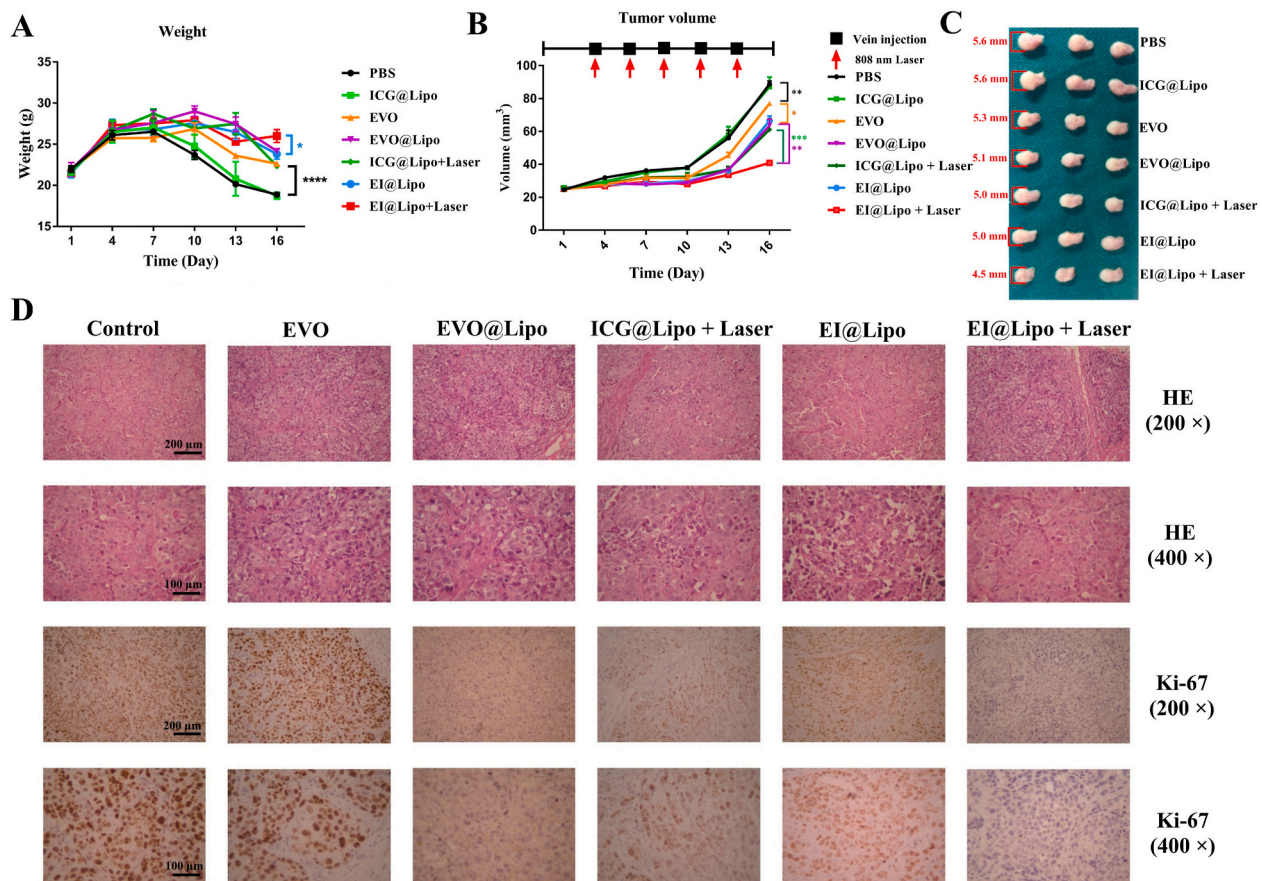 A
Weight
Weight (g)
35
30
25
20
15
1
4
7
10
13
16
Time (Day)
*
****
PBS
ICG@Lipo
EVO
EVO@Lipo
ICG@Lipo+Laser
EI@Lipo
EI@Lipo+Laser
B
Tumor volume
Volume (mm3)
100
80
60
40
20
0
1
4
7
10
13
16
Time (Day)
**
*
***
**
Vein injection
808 nm Laser
PBS
ICG@Lipo
EVO
EVO@Lipo
ICG@Lipo + Laser
EI@Lipo
EI@Lipo + Laser
C
5.6 mm
PBS
5.6 mm
ICG@Lipo
5.3 mm
EVO
5.1 mm
EVO@Lipo
5.0 mm
ICG@Lipo + Laser
5.0 mm
EI@Lipo
4.5 mm
EI@Lipo + Laser
D
Control
EVO
EVO@Lipo
ICG@Lipo + Laser
EI@Lipo
EI@Lipo + Laser
200 µm
HE
(200 ×)
100 µm
HE
(400 ×)
200 µm
Ki-67
(200 ×)
100 µm
Ki-67
(400 ×)